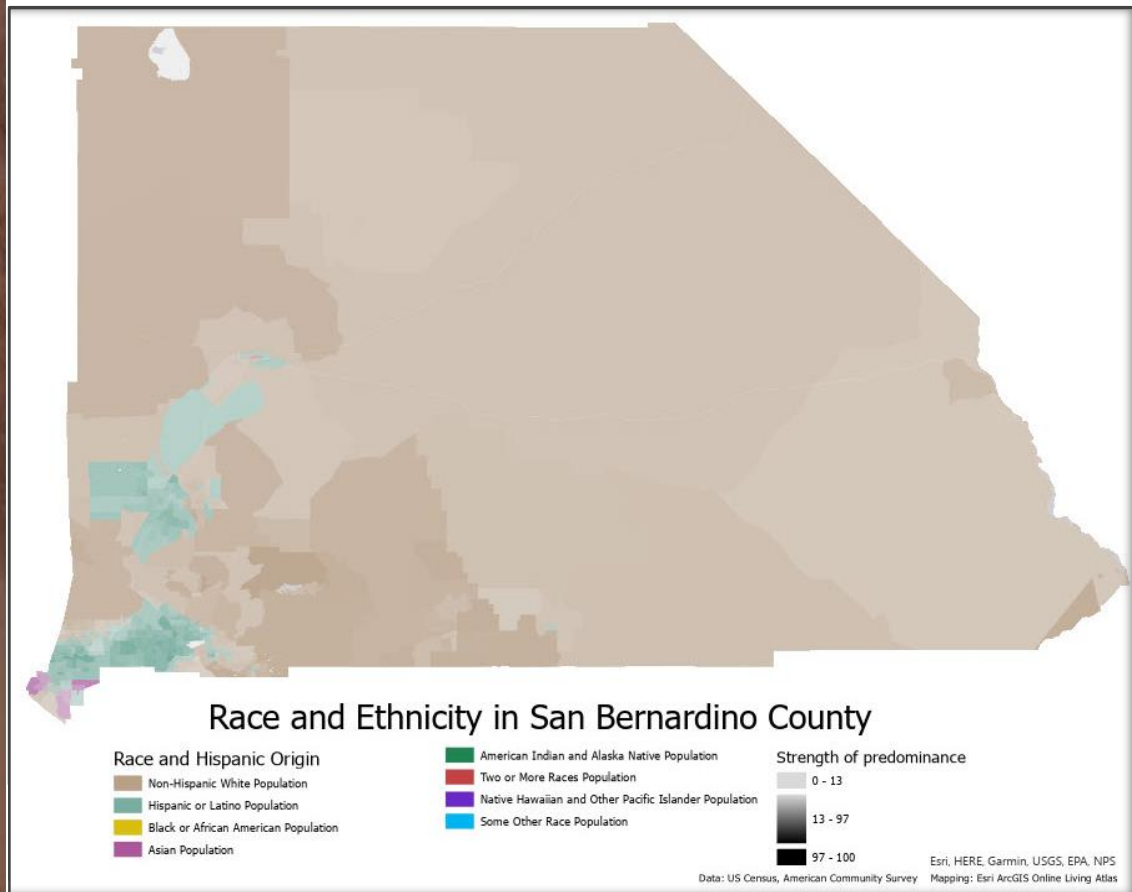 Race and Ethnicity in San Bernardino County
Race and Hispanic Origin
Non-Hispanic White Population
Hispanic or Latino Population
Black or African American Population
Asian Population
American Indian and Alaska Native Population
Two or More Races Population
Native Hawaiian and Other Pacific Islander Population
Some Other Race Population
Strength of predominance
0 - 13
13 - 97
97 - 100
Esri, HERE, Garmin, USGS, EPA, NPS
Data: US Census, American Community Survey Mapping: Esri ArcGIS Online Living Atlas